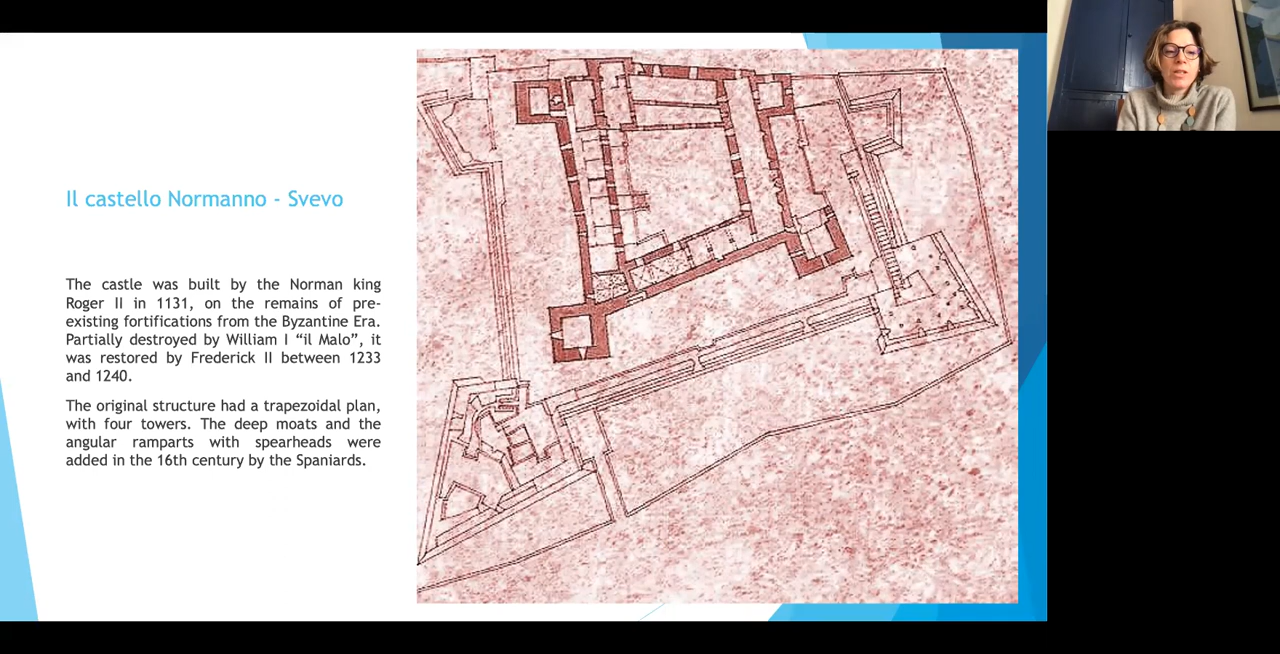 Il castello Normanno - Svevo
The castle was built by the Norman king
Roger II in 1131, on the remains of pre-
existing fortifications from the Byzantine Era.
Partially destroyed by William I “il Malo”, it
was restored by Frederick II between 1233
and 1240.
The original structure had a trapezoidal plan,
with four towers. The deep moats and the
angular ramparts with spearheads were
added in the 16th century by the Spaniards.